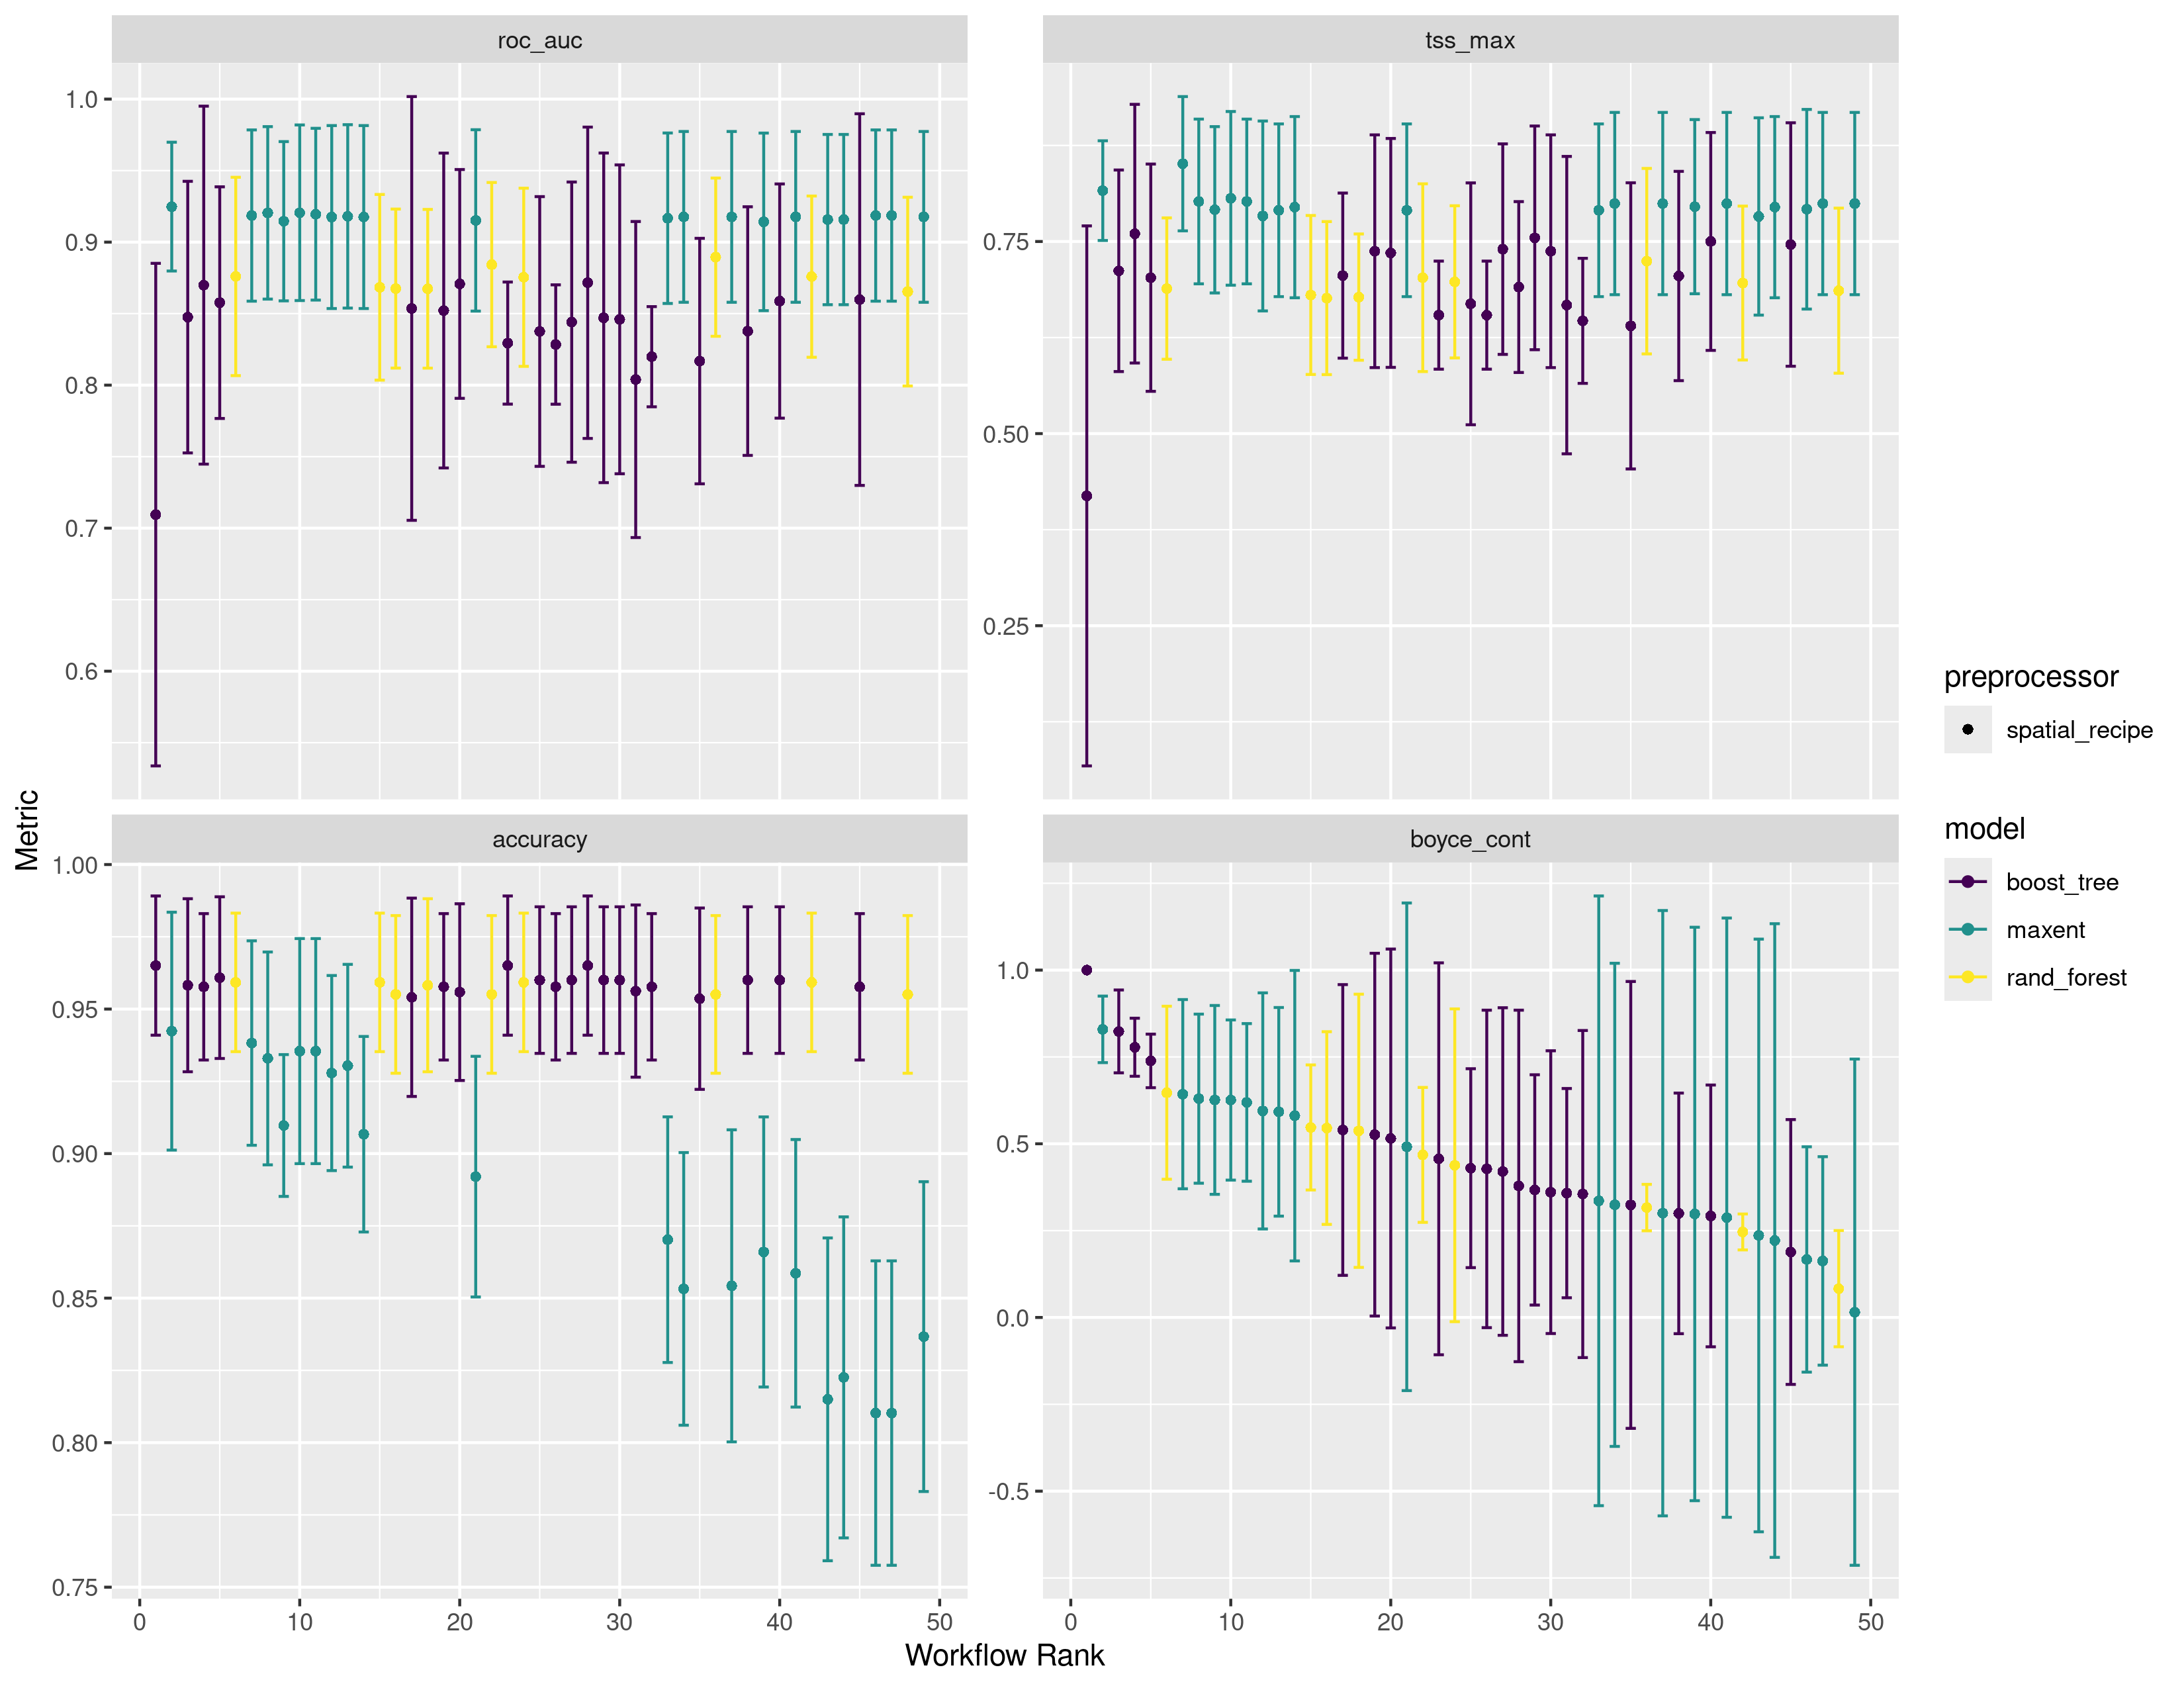 roc_auc
tss_max
1.0
0.9
0.8
0.7
0.6
0.75
0.50
0.25
accuracy
boyce_cont
1.00
0.95
0.90
0.85
0.80
0.75
1.0
0.5
0.0
-0.5
0 10 20 30 40 50
0 10 20 30 40 50
Workflow Rank
Metric
preprocessor
spatial_recipe
model
boost_tree
maxent
rand_forest